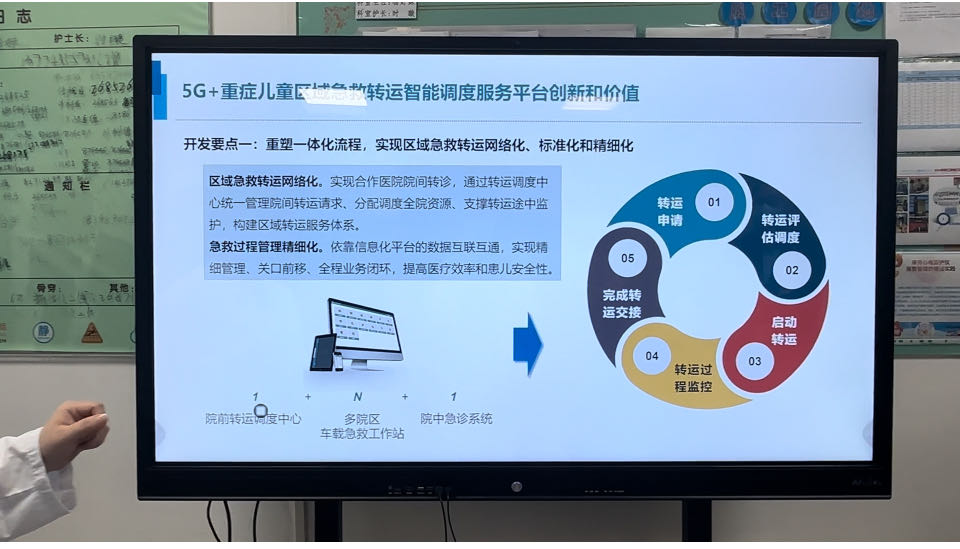 日志
护士长：
科室护长：时
通知栏
骨穿：
其他：
5G+重症儿童区域急救转运智能调度服务平台创新和价值
开发要点一：重塑一体化流程，实现区域急救转运网络化、标准化和精细化
区域急救转运网络化。实现合作医院院间转诊，通过转运调度中
心统一管理院间转运请求、分配调度全院资源、支撑转运途中监
护，构建区域转运服务体系。
急救过程管理精细化。依靠信息化平台的数据互联互通，实现精
细管理、关口前移、全程业务闭环，提高医疗效率和患儿安全性。
1 + N + 1
院前转运调度中心
多院区
车载急救工作站
院中急诊系统
转运
申请
01
转运评
估调度
02
启动
转运
03
转运过
程监控
04
完成转
运交接
05
静